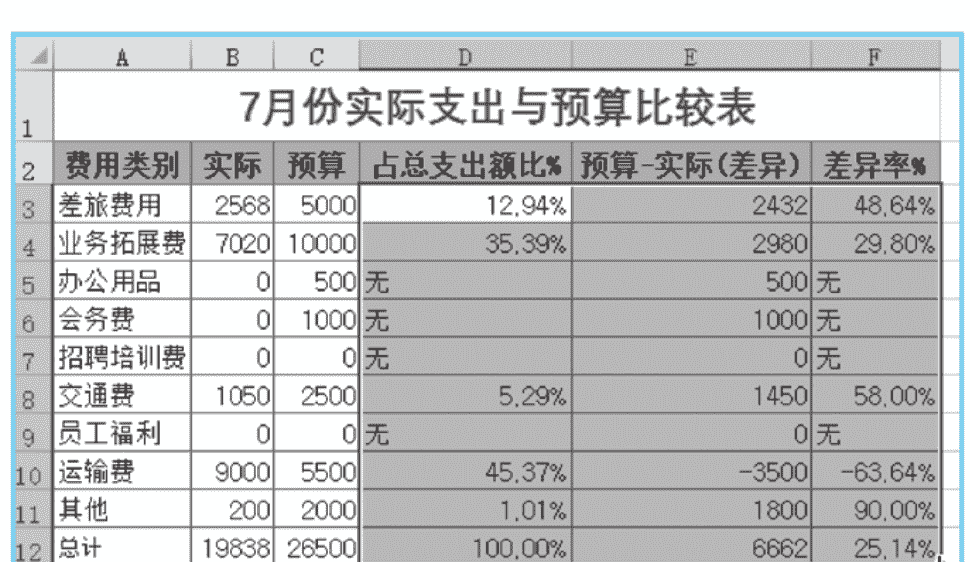 A B C D E F
1 7月份实际支出与预算比较表
2 费用类别 实际 预算 占总支出额比% 预算-实际(差异) 差异率%
3 差旅费用 2568 5000 12.94% 2432 48.64%
4 业务拓展费 7020 10000 35.39% 2980 29.80%
5 办公用品 0 500 无 500 无
6 会务费 0 1000 无 1000 无
7 招聘培训费 0 0 无 0 无
8 交通费 1050 2500 5.29% 1450 58.00%
9 员工福利 0 0 无 0 无
10 运输费 9000 5500 45.37% -3500 -63.64%
11 其他 200 2000 1.01% 1800 90.00%
12 总计 19838 26500 100.00% 6662 25.14%